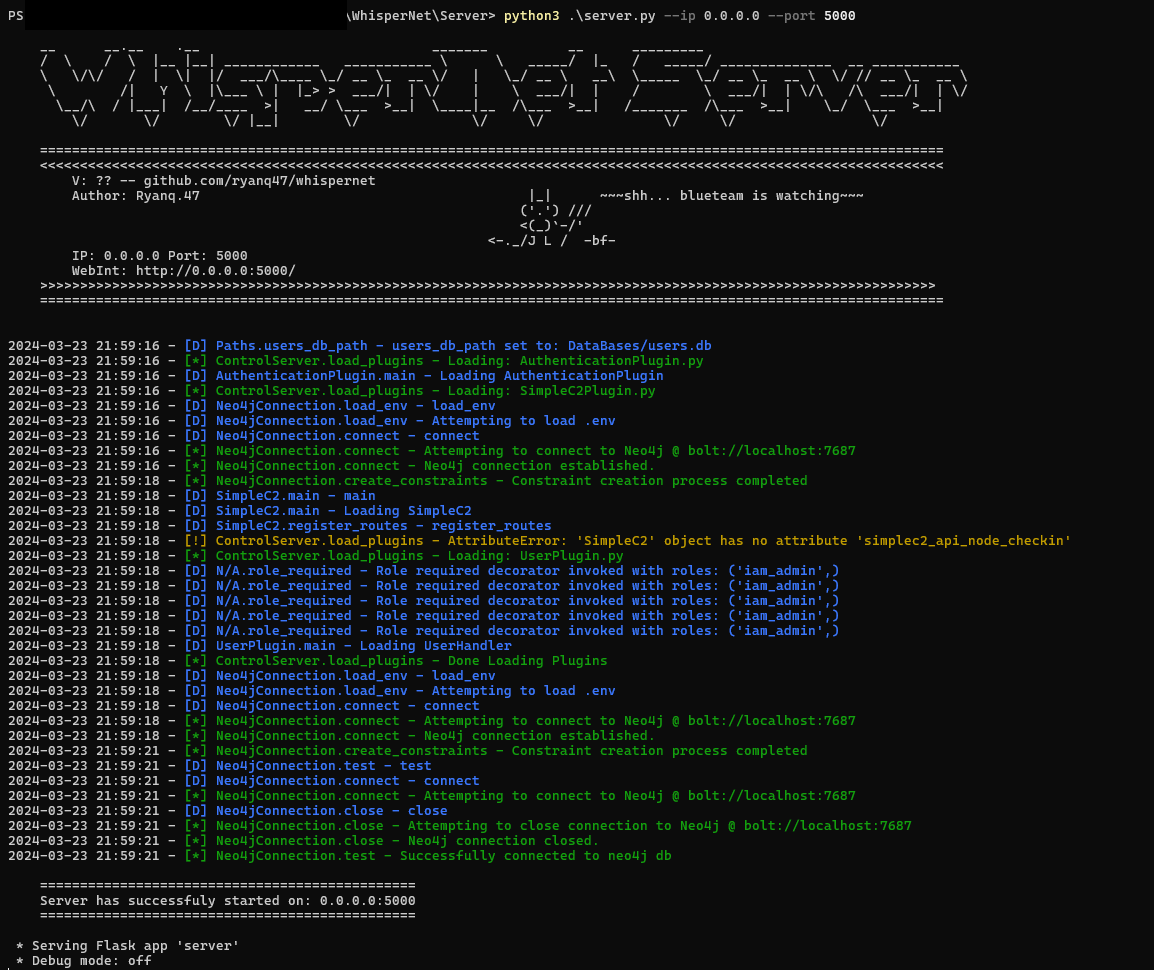 PS \WhisperNet\Server> python3 .\server.py --ip 0.0.0.0 --port 5000
WhisperNet Server
===============================================================================================================
<<<<<<<<<<<<<<<<<<<<<<<<<<<<<<<<<<<<<<<<<<<<<<<<<<<<<<<<<<<<<<<<<<<<<<<<<<<<<<<<<<<<<<<<<<<<<<<<<<<<<<<<<<<<<<<<<
V: ?? -- github.com/ryanq47/whispernet
Author: Ryanq.47 |_| ~~~shh... blueteam is watching~~~
('.') ///
<(_)`-/'
<-._/J L / -bf-
IP: 0.0.0.0 Port: 5000
WebInt: http://0.0.0.0:5000/
>>>>>>>>>>>>>>>>>>>>>>>>>>>>>>>>>>>>>>>>>>>>>>>>>>>>>>>>>>>>>>>>>>>>>>>>>>>>>>>>>>>>>>>>>>>>>>>>>>>>>>>>>>>>>>>>
=================================================================================================================
2024-03-23 21:59:16 - [D] Paths.users_db_path - users_db_path set to: DataBases/users.db
2024-03-23 21:59:16 - [*] ControlServer.load_plugins - Loading: AuthenticationPlugin.py
2024-03-23 21:59:16 - [D] AuthenticationPlugin.main - Loading AuthenticationPlugin
2024-03-23 21:59:16 - [*] ControlServer.load_plugins - Loading: SimpleC2Plugin.py
2024-03-23 21:59:16 - [D] Neo4jConnection.load_env - load_env
2024-03-23 21:59:16 - [D] Neo4jConnection.load_env - Attempting to load .env
2024-03-23 21:59:16 - [D] Neo4jConnection.connect - connect
2024-03-23 21:59:16 - [*] Neo4jConnection.connect - Attempting to connect to Neo4j @ bolt://localhost:7687
2024-03-23 21:59:16 - [*] Neo4jConnection.connect - Neo4j connection established.
2024-03-23 21:59:18 - [*] Neo4jConnection.create_constraints - Constraint creation process completed
2024-03-23 21:59:18 - [D] SimpleC2.main - main
2024-03-23 21:59:18 - [D] SimpleC2.main - Loading SimpleC2
2024-03-23 21:59:18 - [D] SimpleC2.register_routes - register_routes
2024-03-23 21:59:18 - [!] ControlServer.load_plugins - AttributeError: 'SimpleC2' object has no attribute 'simplec2_api_node_checkin'
2024-03-23 21:59:18 - [*] ControlServer.load_plugins - Loading: UserPlugin.py
2024-03-23 21:59:18 - [D] N/A.role_required - Role required decorator invoked with roles: ('iam_admin',)
2024-03-23 21:59:18 - [D] N/A.role_required - Role required decorator invoked with roles: ('iam_admin',)
2024-03-23 21:59:18 - [D] N/A.role_required - Role required decorator invoked with roles: ('iam_admin',)
2024-03-23 21:59:18 - [D] N/A.role_required - Role required decorator invoked with roles: ('iam_admin',)
2024-03-23 21:59:18 - [D] N/A.role_required - Role required decorator invoked with roles: ('iam_admin',)
2024-03-23 21:59:18 - [D] UserPlugin.main - Loading UserHandler
2024-03-23 21:59:18 - [*] ControlServer.load_plugins - Done Loading Plugins
2024-03-23 21:59:18 - [D] Neo4jConnection.load_env - load_env
2024-03-23 21:59:18 - [D] Neo4jConnection.load_env - Attempting to load .env
2024-03-23 21:59:18 - [D] Neo4jConnection.connect - connect
2024-03-23 21:59:18 - [*] Neo4jConnection.connect - Attempting to connect to Neo4j @ bolt://localhost:7687
2024-03-23 21:59:18 - [*] Neo4jConnection.connect - Neo4j connection established.
2024-03-23 21:59:21 - [*] Neo4jConnection.create_constraints - Constraint creation process completed
2024-03-23 21:59:21 - [D] Neo4jConnection.test - test
2024-03-23 21:59:21 - [D] Neo4jConnection.connect - connect
2024-03-23 21:59:21 - [*] Neo4jConnection.connect - Attempting to connect to Neo4j @ bolt://localhost:7687
2024-03-23 21:59:21 - [D] Neo4jConnection.close - close
2024-03-23 21:59:21 - [*] Neo4jConnection.close - Attempting to close connection to Neo4j @ bolt://localhost:7687
2024-03-23 21:59:21 - [*] Neo4jConnection.close - Neo4j connection closed.
2024-03-23 21:59:21 - [*] Neo4jConnection.test - Successfully connected to neo4j db
===============================================
Server has successfuly started on: 0.0.0.0:5000
===============================================
* Serving Flask app 'server'
* Debug mode: off